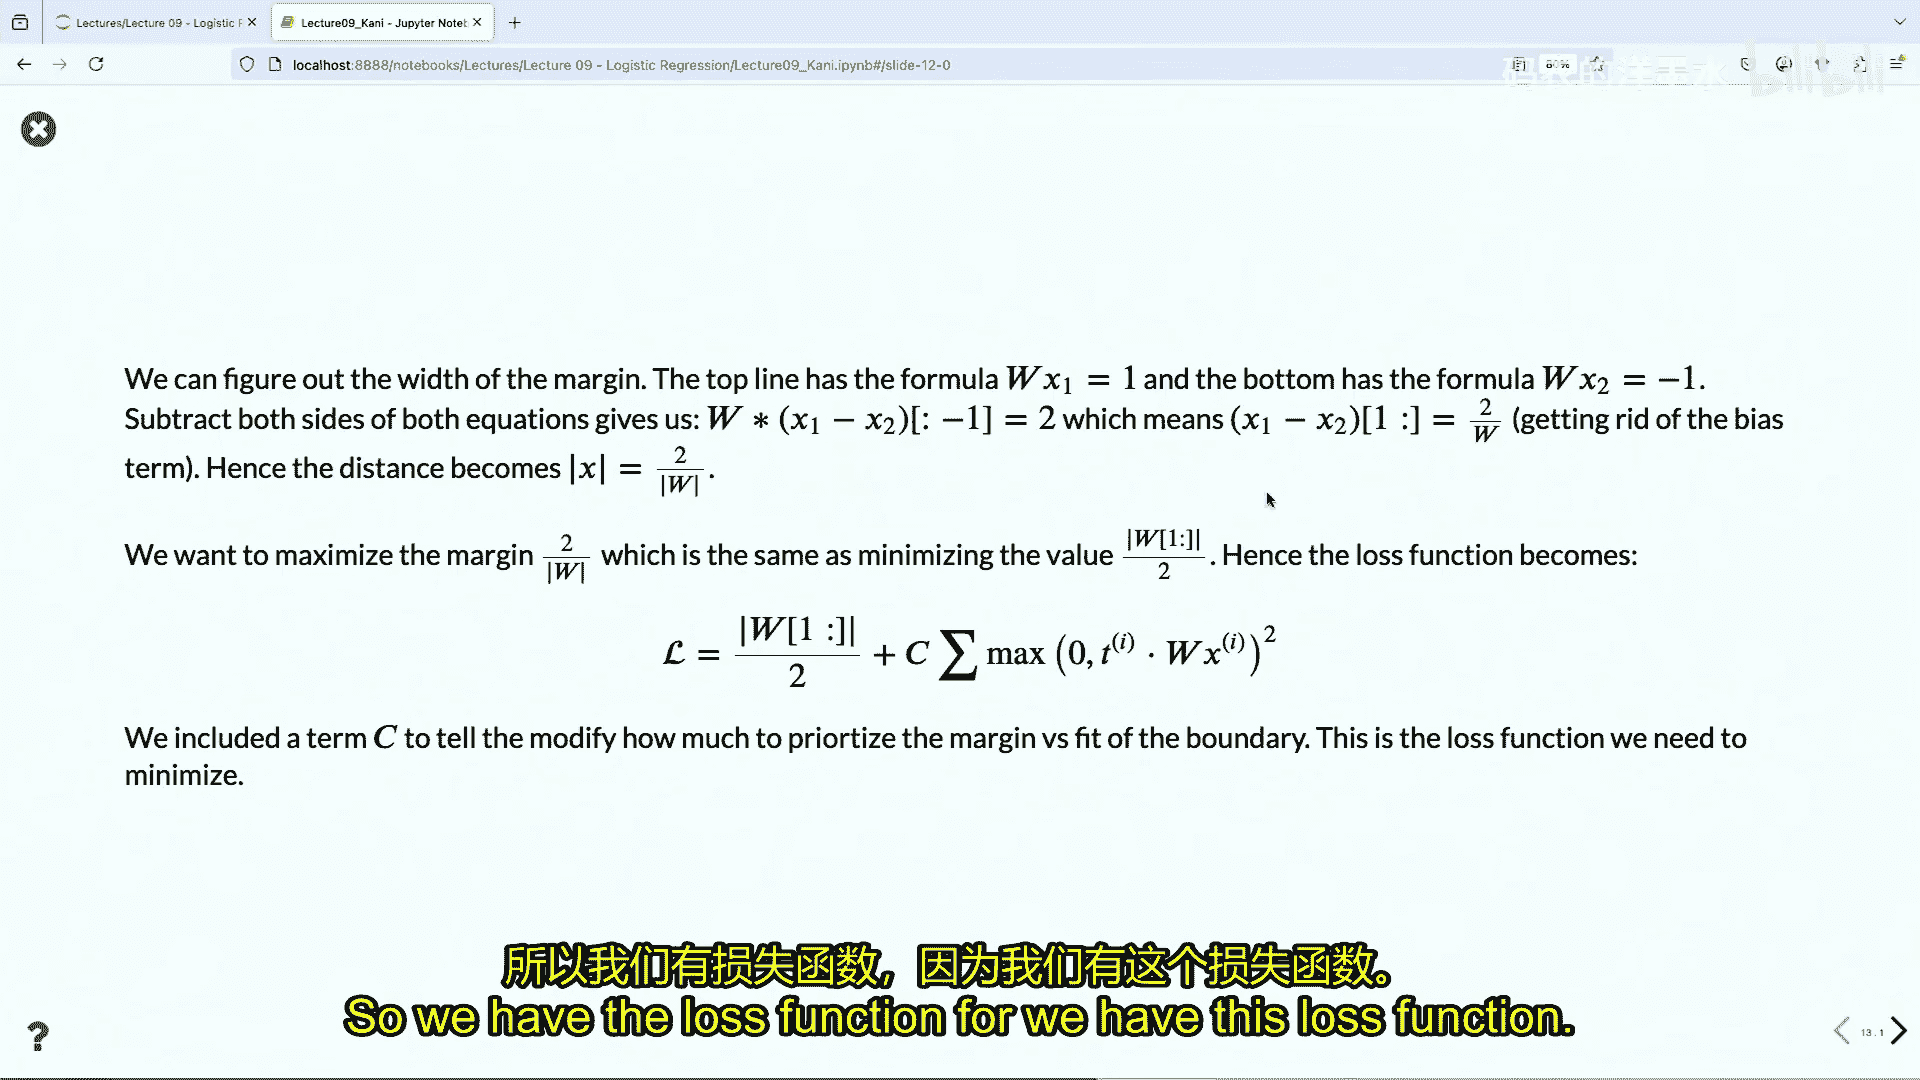 Lectures/Lecture 09 - Logistic F
Lecture09_Kani - Jupyter Noteb
localhost:8888/notebooks/Lectures/Lecture 09 - Logistic Regression/Lecture09_Kani.ipynb#/slide-12-0
80%
We can figure out the width of the margin. The top line has the formula Wx₁ = 1 and the bottom has the formula Wx₂ = −1.
Subtract both sides of both equations gives us: W ∗ (x₁ − x₂)[: −1] = 2 which means (x₁ − x₂)[1 :] = 2/W (getting rid of the bias
term). Hence the distance becomes |x| = 2/|W| .
We want to maximize the margin 2/|W| which is the same as minimizing the value |W[1:]|/2 . Hence the loss function becomes:
ℒ = |W[1 :]|/2 + C ∑ max (0, t⁽ⁱ⁾ · Wx⁽ⁱ⁾)²
We included a term C to tell the modify how much to priortize the margin vs fit of the boundary. This is the loss function we need to
minimize.
所以我们有损失函数，因为我们有这个损失函数。
So we have the loss function for we have this loss function.
?
13.1